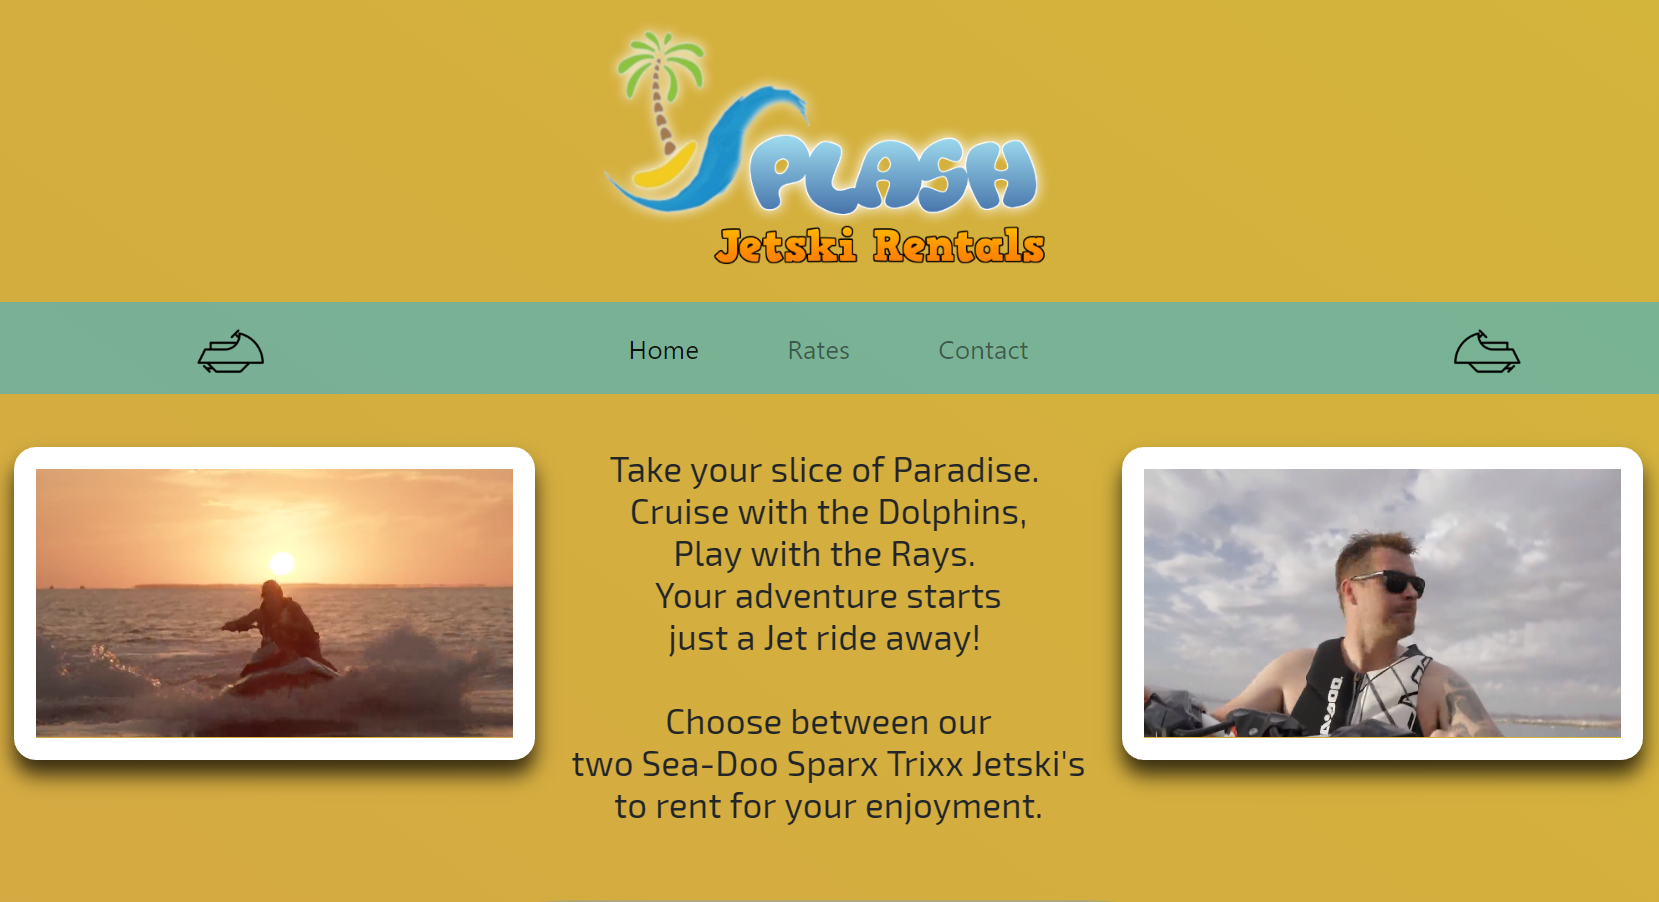 SPLASH
Jetski Rentals
Home Rates Contact
Take your slice of Paradise.
Cruise with the Dolphins,
Play with the Rays.
Your adventure starts
just a Jet ride away!
Choose between our
two Sea-Doo Sparx Trixx Jetski's
to rent for your enjoyment.